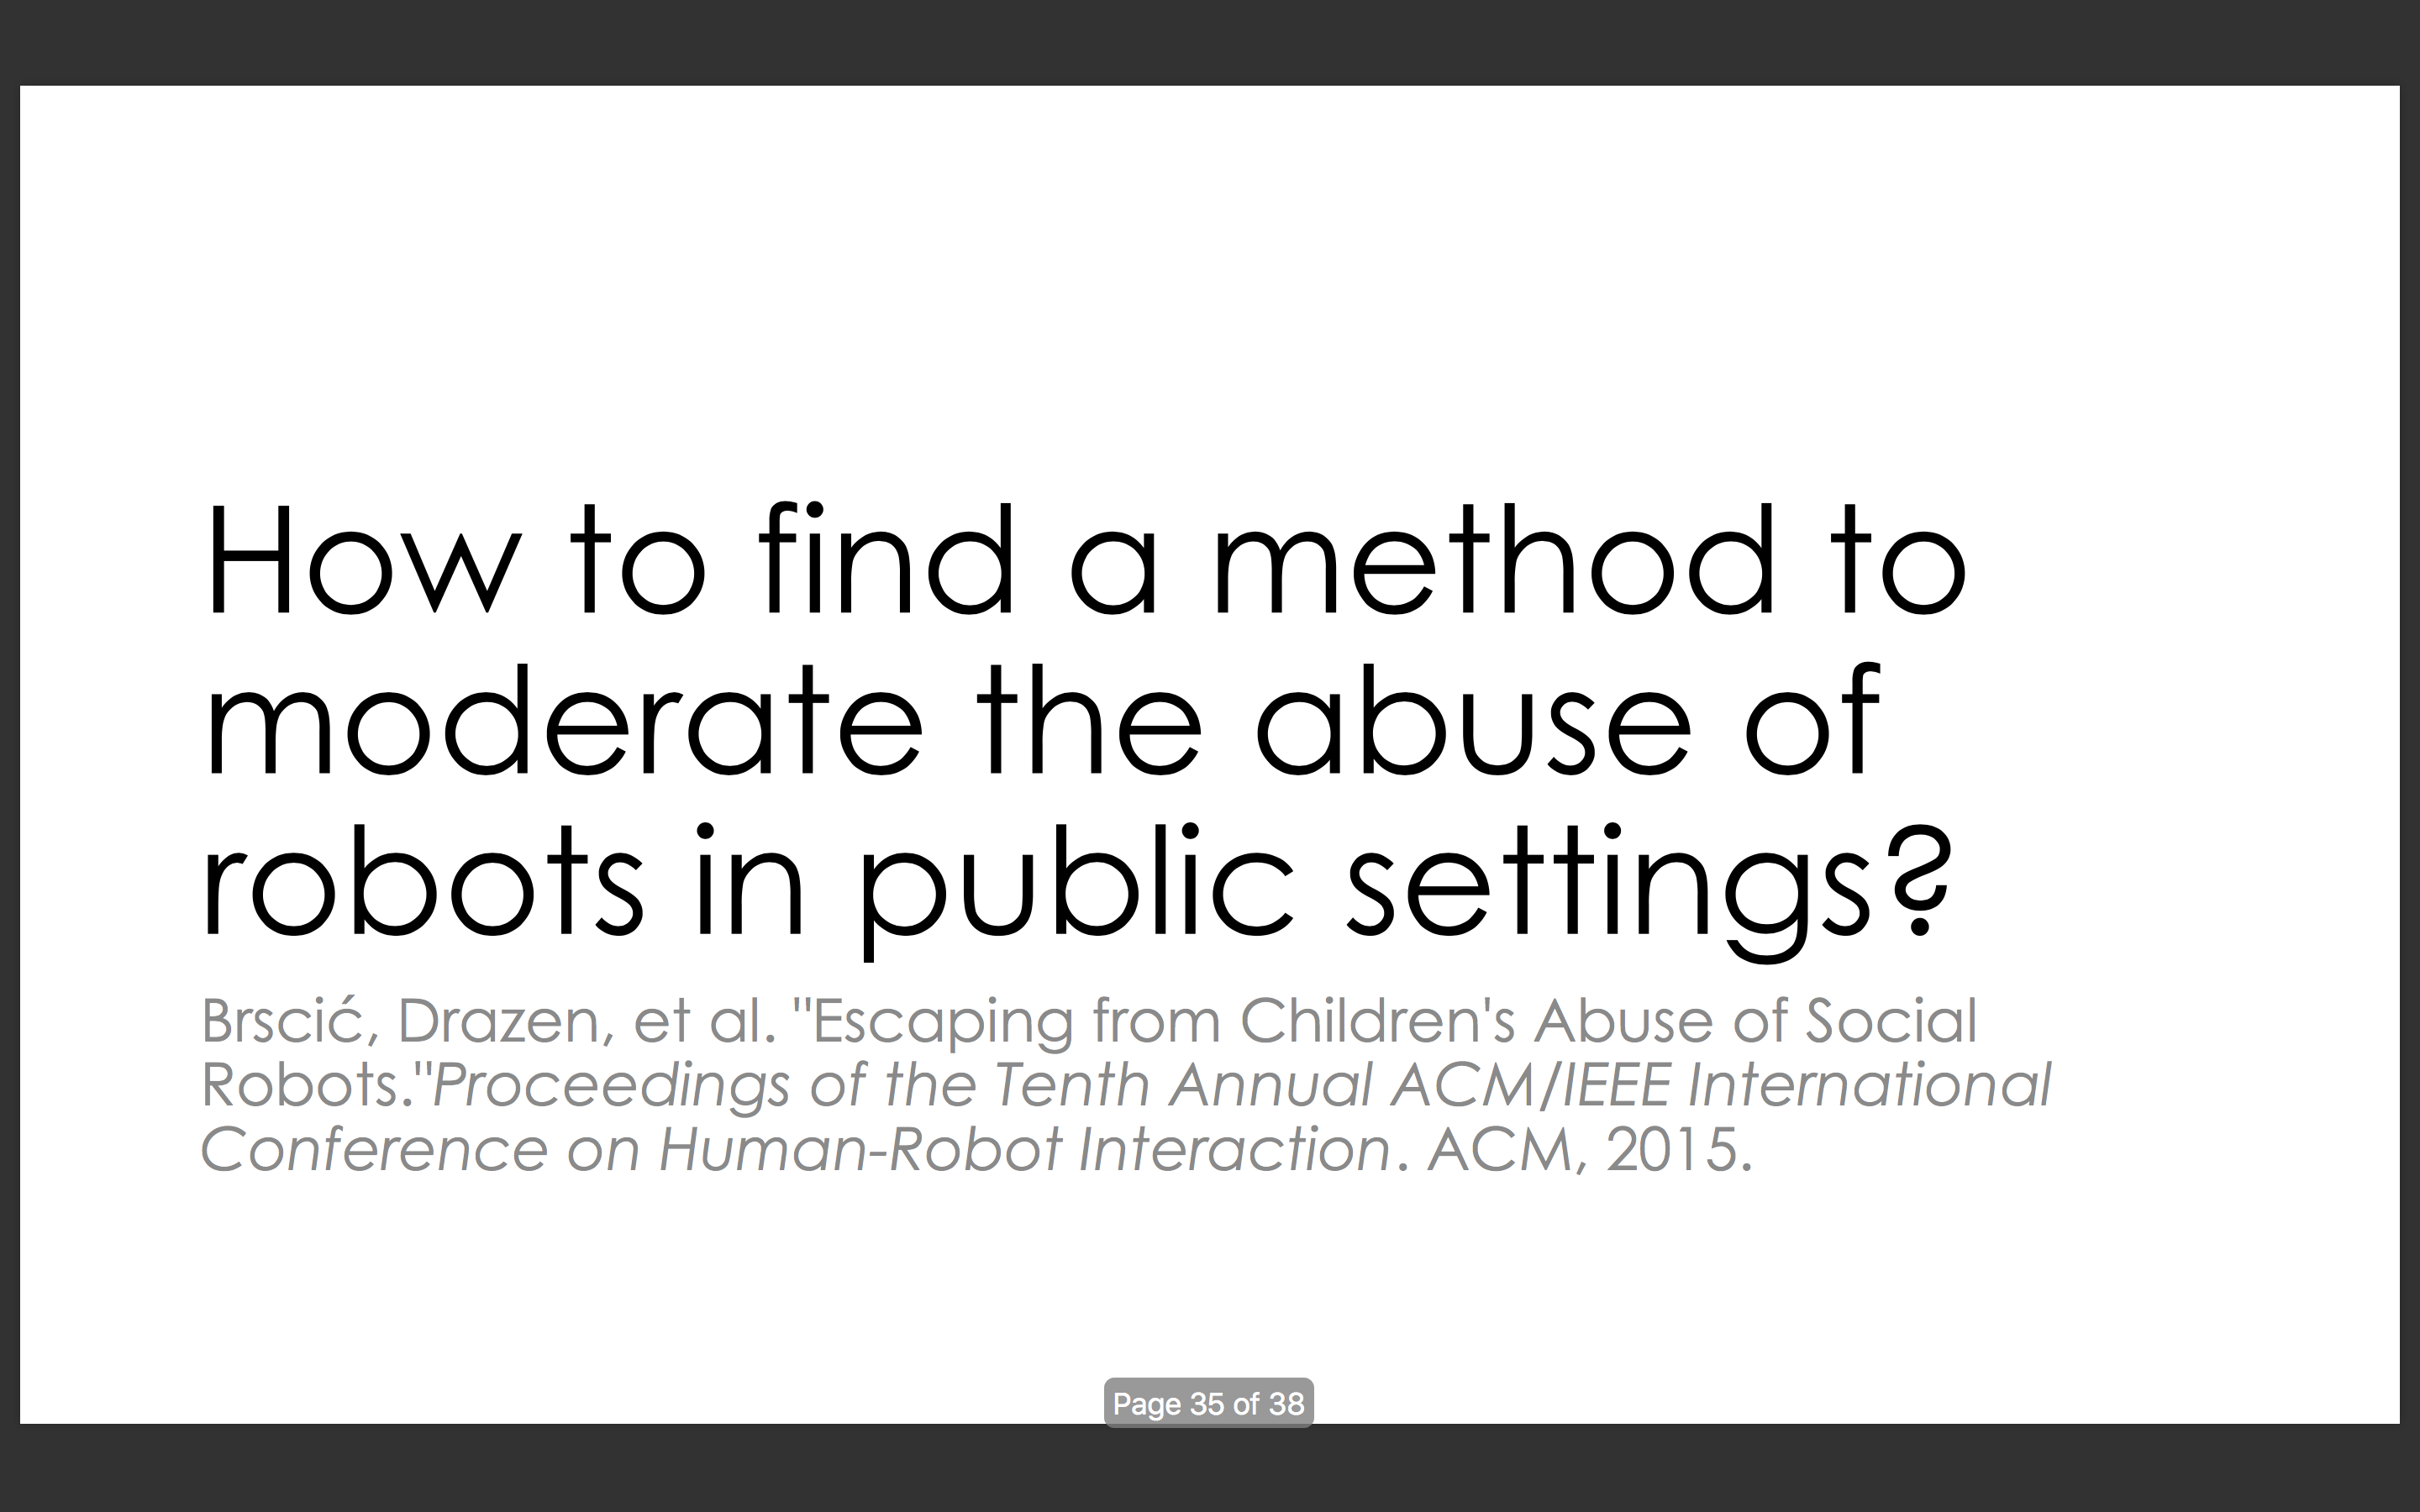 How to find a method to
moderate the abuse of
robots in public settings?
Brscić, Drazen, et al. "Escaping from Children's Abuse of Social
Robots."Proceedings of the Tenth Annual ACM/IEEE International
Conference on Human-Robot Interaction. ACM, 2015.
Page 35 of 38